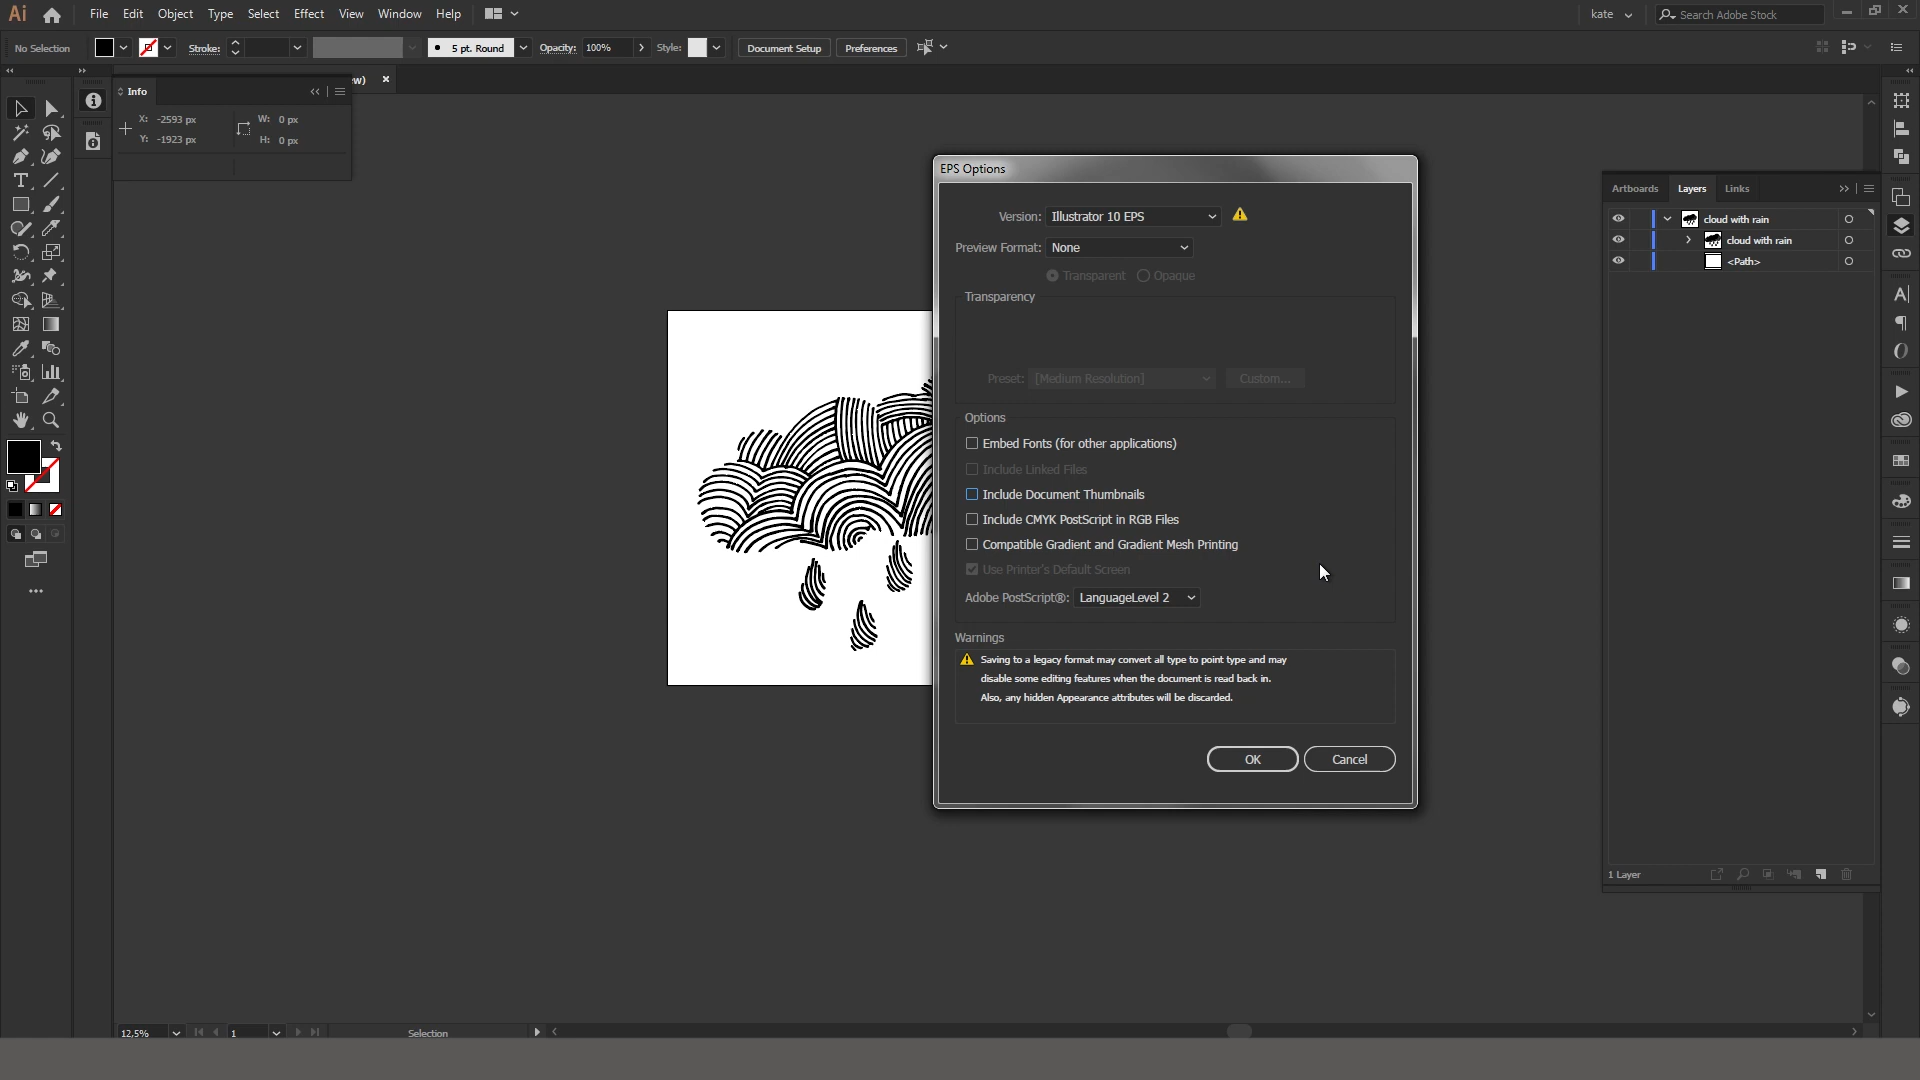 Ai File Edit Object Type Select Effect View Window Help kate Search Adobe Stock
No Selection Stroke: 5 pt. Round Opacity: 100% Style: Document Setup Preferences
w) ×
Info
X: -2593 px W: 0 px
Y: -1923 px H: 0 px
EPS Options
Version: Illustrator 10 EPS
Preview Format: None
Transparent Opaque
Transparency
Preset: [Medium Resolution] Custom...
Options
Embed Fonts (for other applications)
Include Linked Files
Include Document Thumbnails
Include CMYK PostScript in RGB Files
Compatible Gradient and Gradient Mesh Printing
Use Printer's Default Screen
Adobe PostScript®: LanguageLevel 2
Warnings
Saving to a legacy format may convert all type to point type and may
disable some editing features when the document is read back in.
Also, any hidden Appearance attributes will be discarded.
OK Cancel
Artboards Layers Links
cloud with rain
cloud with rain
<Path>
1 Layer
12,5% 1 Selection